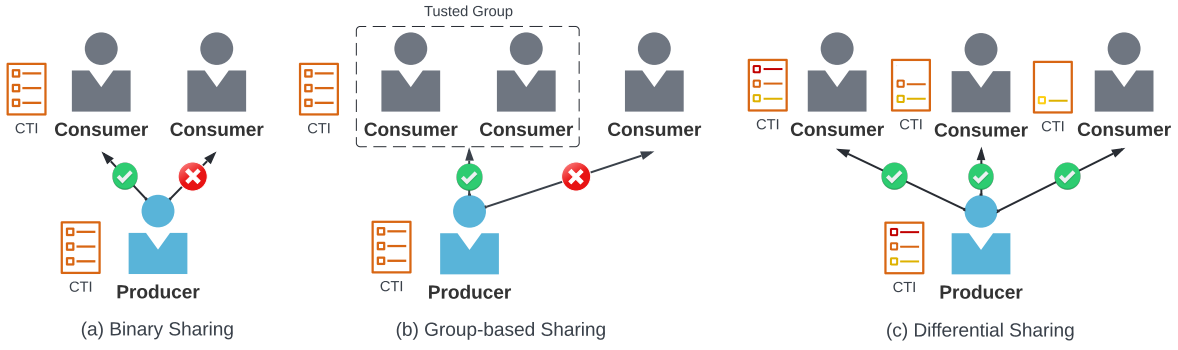 Tusted Group
CTI
Consumer
Consumer
CTI
Producer
(a) Binary Sharing
CTI
Consumer
Consumer
Consumer
CTI
Producer
(b) Group-based Sharing
CTI
Consumer
CTI
Consumer
CTI
Consumer
CTI
Producer
(c) Differential Sharing